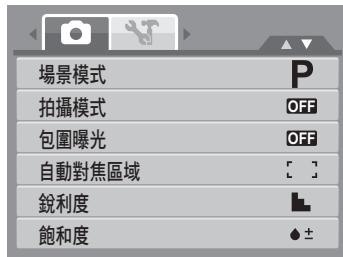 場景模式 P
拍攝模式 OFF
包圍曝光 OFF
自動對焦區域
銳利度
飽和度